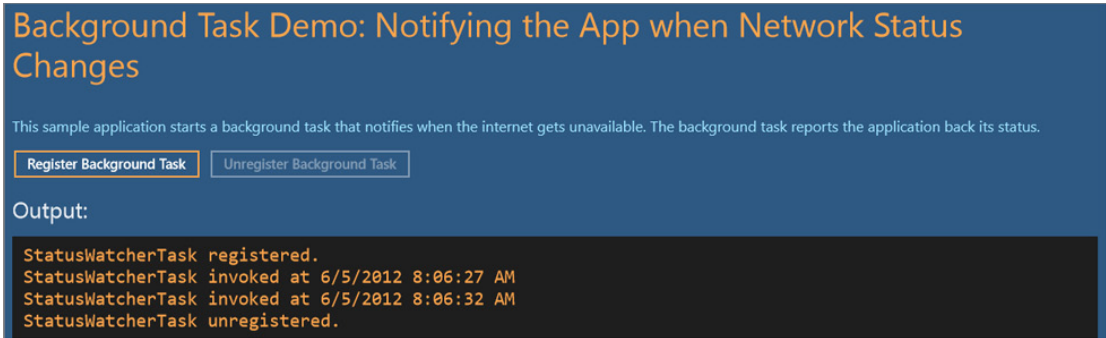 Background Task Demo: Notifying the App when Network Status
Changes
This sample application starts a background task that notifies when the internet gets unavailable. The background task reports the application back its status.
Register Background Task Unregister Background Task
Output:
StatusWatcherTask registered.
StatusWatcherTask invoked at 6/5/2012 8:06:27 AM
StatusWatcherTask invoked at 6/5/2012 8:06:32 AM
StatusWatcherTask unregistered.